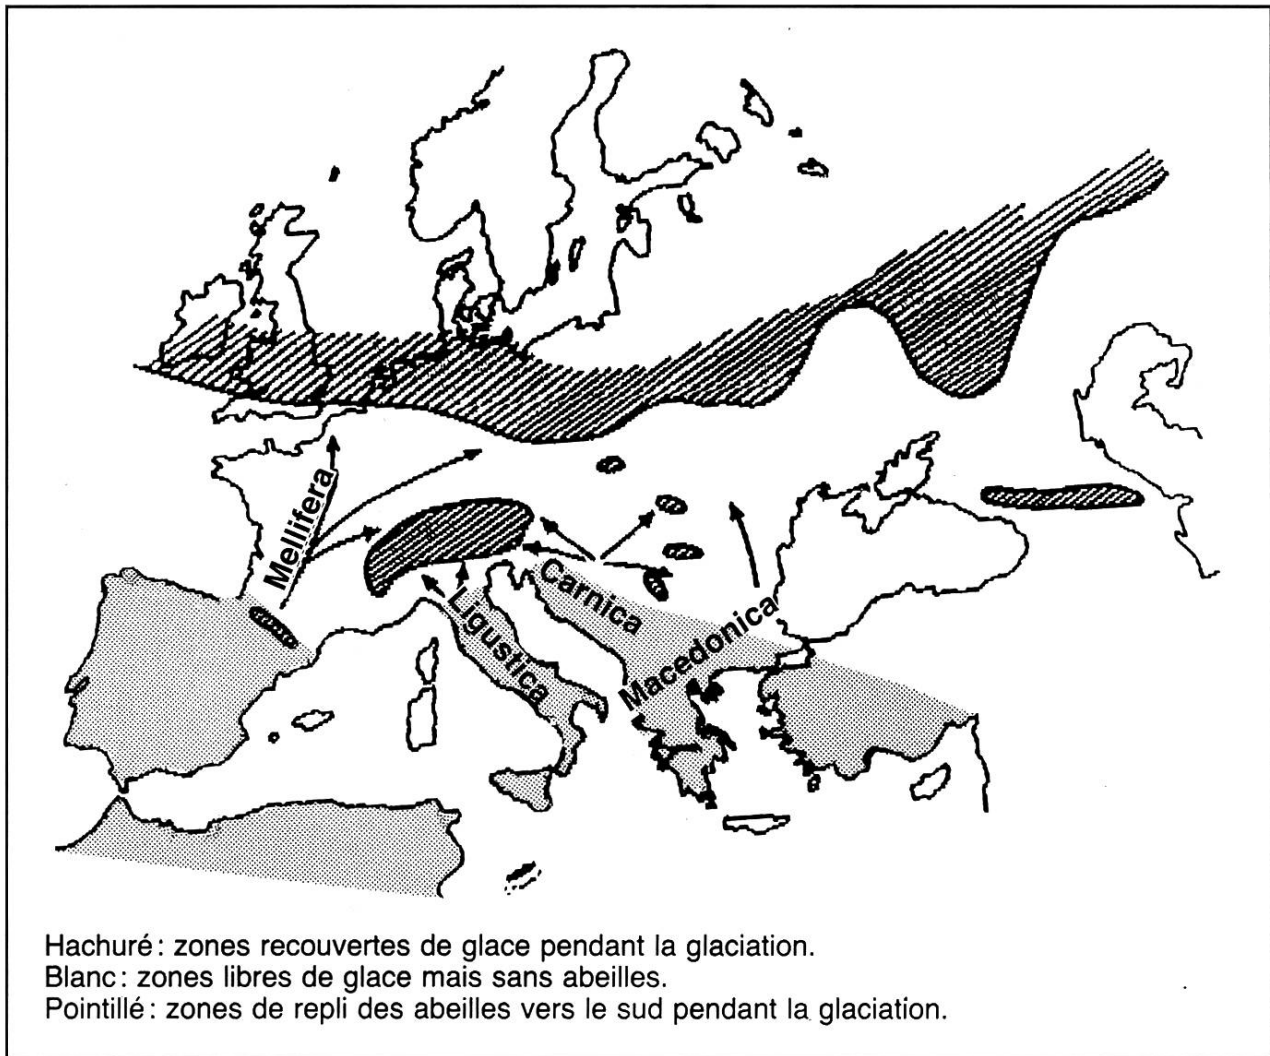 Mellifera
Ligustica
Carnica
Macedonica
Hachuré : zones recouvertes de glace pendant la glaciation.
Blanc : zones libres de glace mais sans abeilles.
Pointillé : zones de repli des abeilles vers le sud pendant la glaciation.